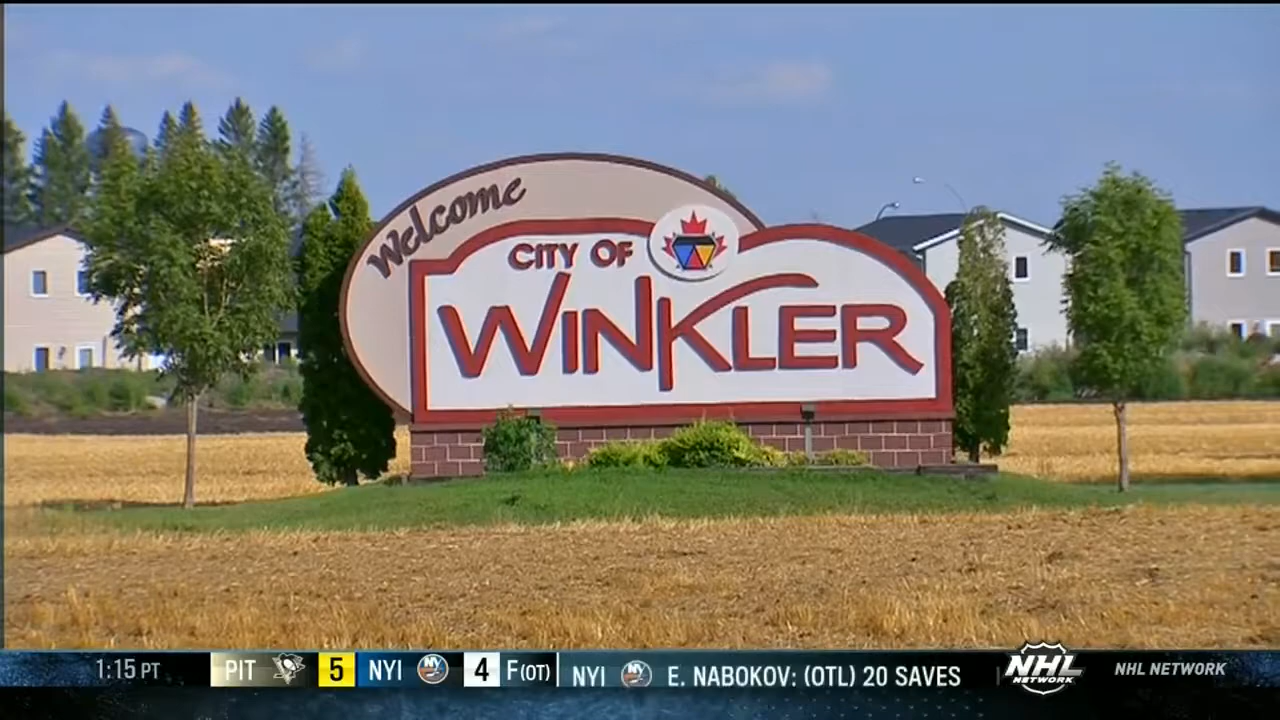 Welcome
CITY OF
WINKLER
1:15 PT PIT 5 NYI 4 F(OT) NYI E. NABOKOV: (OTL) 20 SAVES NHL NETWORK NHL NETWORK